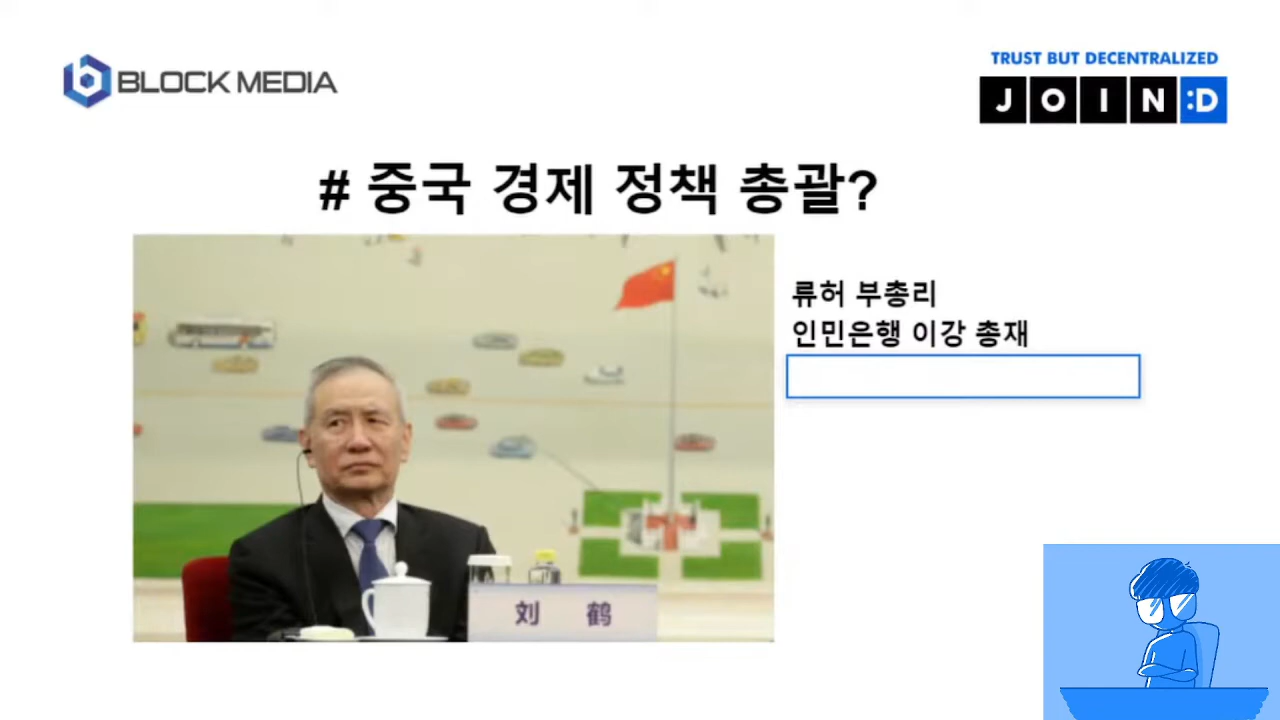 BLOCK MEDIA
TRUST BUT DECENTRALIZED
JOIN:D
# 중국 경제 정책 총괄?
류허 부총리
인민은행 이강 총재
刘 鹤